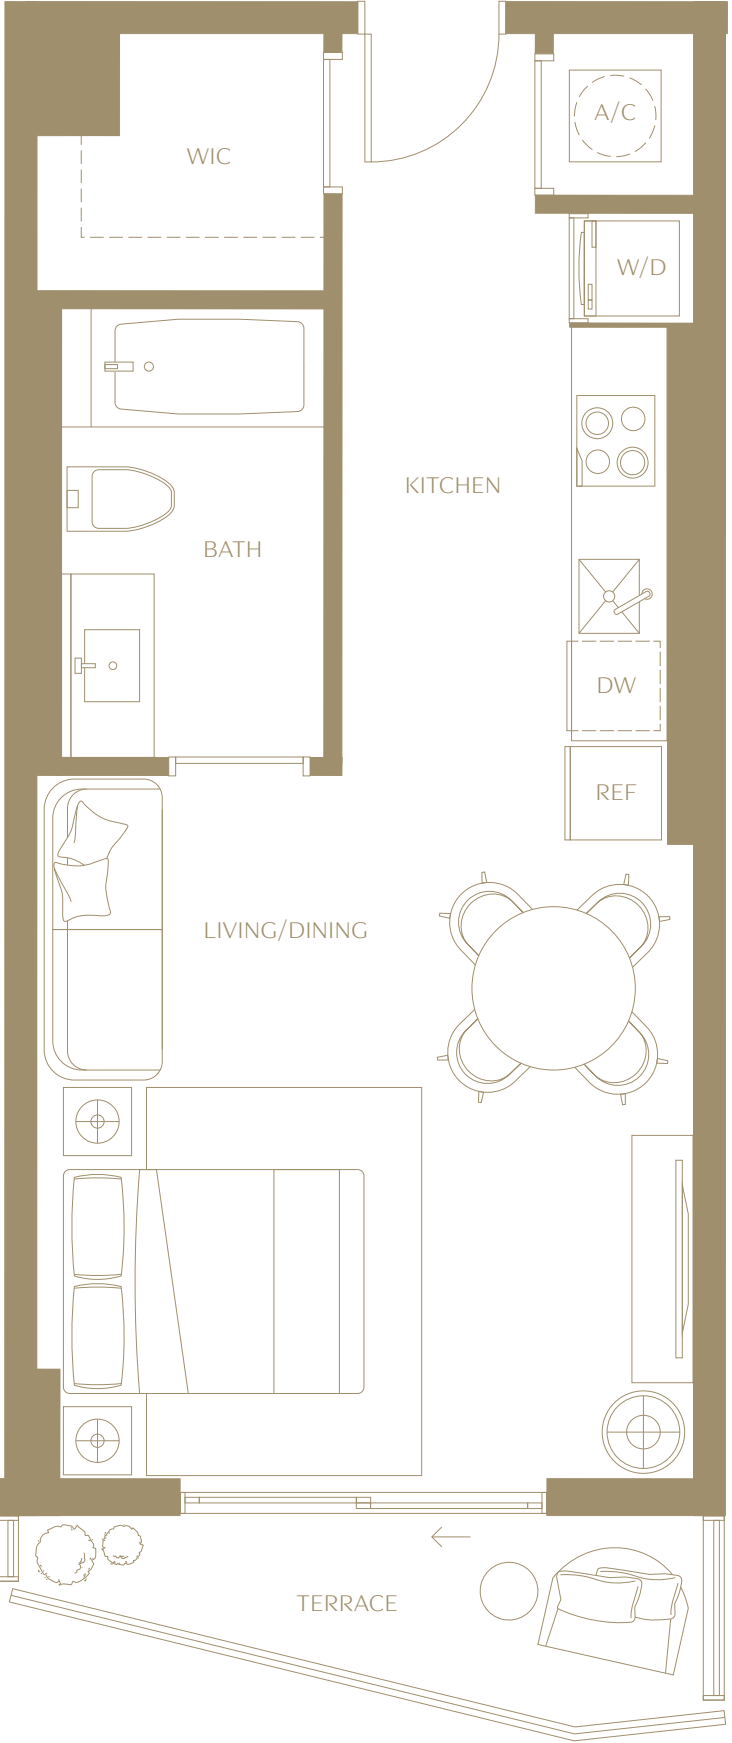 A/C
WIC
W/D
KITCHEN
BATH
DW
REF
LIVING/DINING
TERRACE